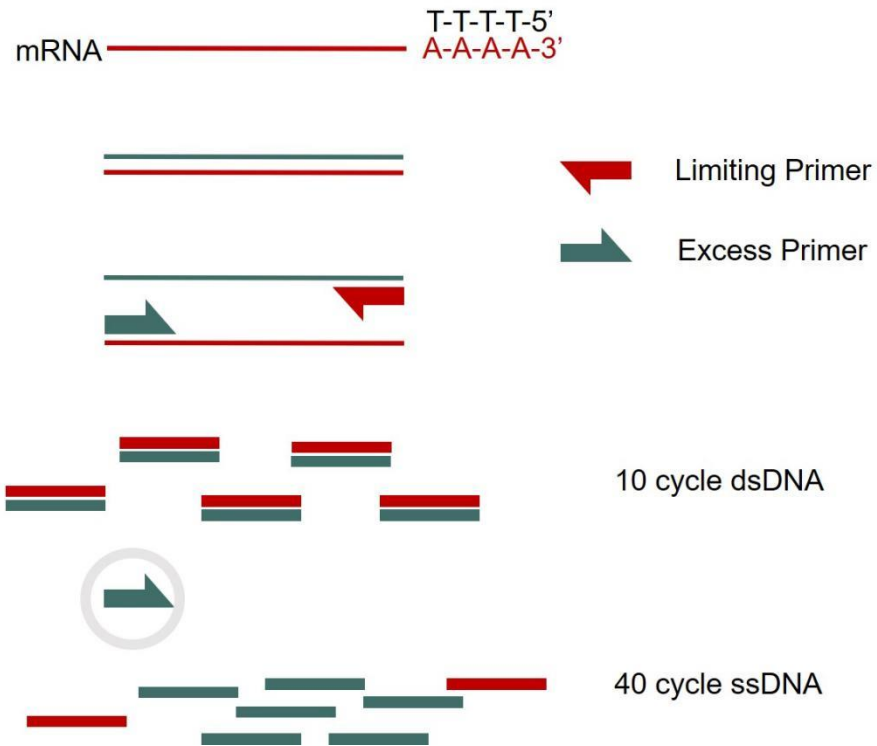 T-T-T-T-5’
mRNA A-A-A-A-3’
Limiting Primer
Excess Primer
10 cycle dsDNA
40 cycle ssDNA